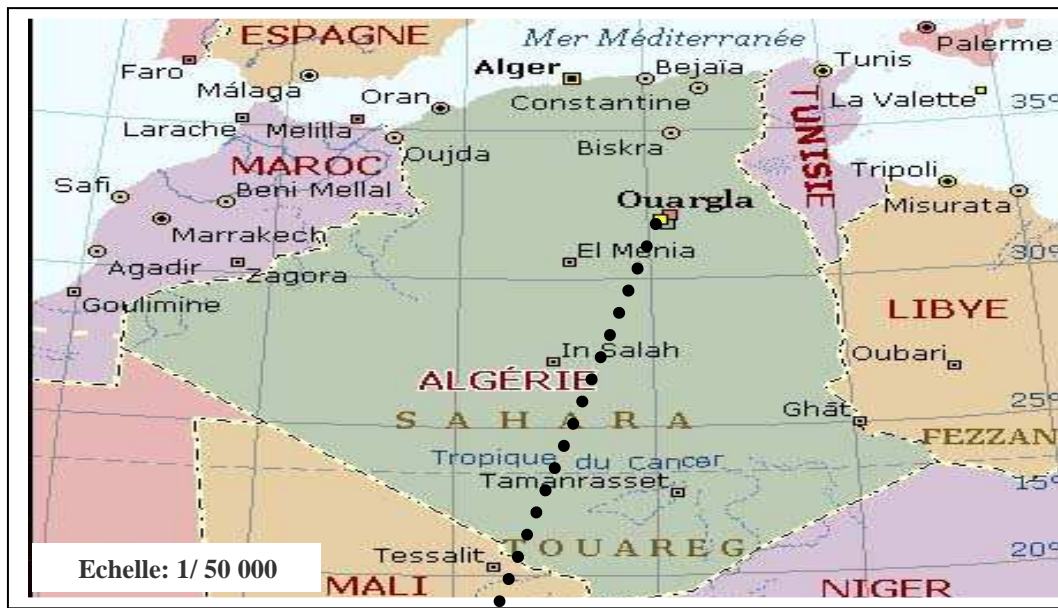 ESPAGNE
Mer Méditerranée
Palerme
Faro
Alger
Bejaïa
Tunis
Málaga
Oran
Constantine
La Valette
35°
Larache
Melilla
TUNISIE
Oujda
Biskra
MAROC
Safi
Beni Mellal
Tripoli
Ouargla
Misurata
Marrakech
El Ménia
30°
Agadir
Zagora
Goulimine
LIBYE
In Salah
Oubari
ALGÉRIE
25°
Ghāt
SAHARA
FEZZAN
Tropique du Cancer
Tamanrasset
15°
Tessalit
TOUAREG
20°
Echelle: 1/ 50 000
MALI
NIGER